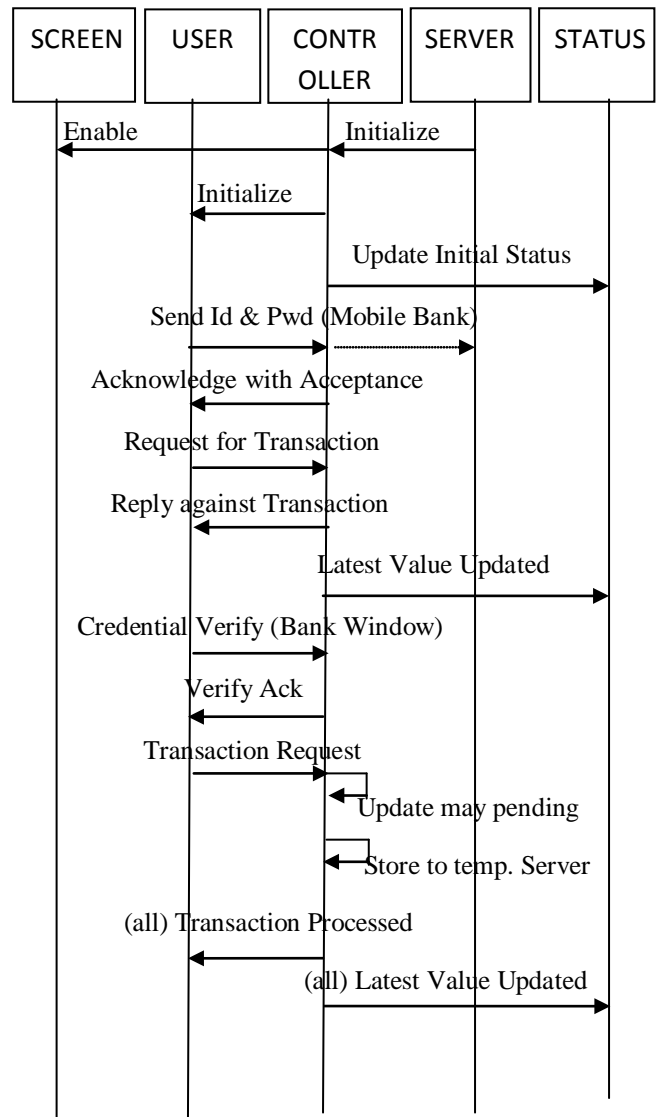 SCREEN USER CONTR SERVER STATUS
OLLER
Enable Initialize
Initialize
Update Initial Status
Send Id & Pwd (Mobile Bank)
Acknowledge with Acceptance
Request for Transaction
Reply against Transaction
Latest Value Updated
Credential Verify (Bank Window)
Verify Ack
Transaction Request
Update may pending
Store to temp. Server
(all) Transaction Processed
(all) Latest Value Updated